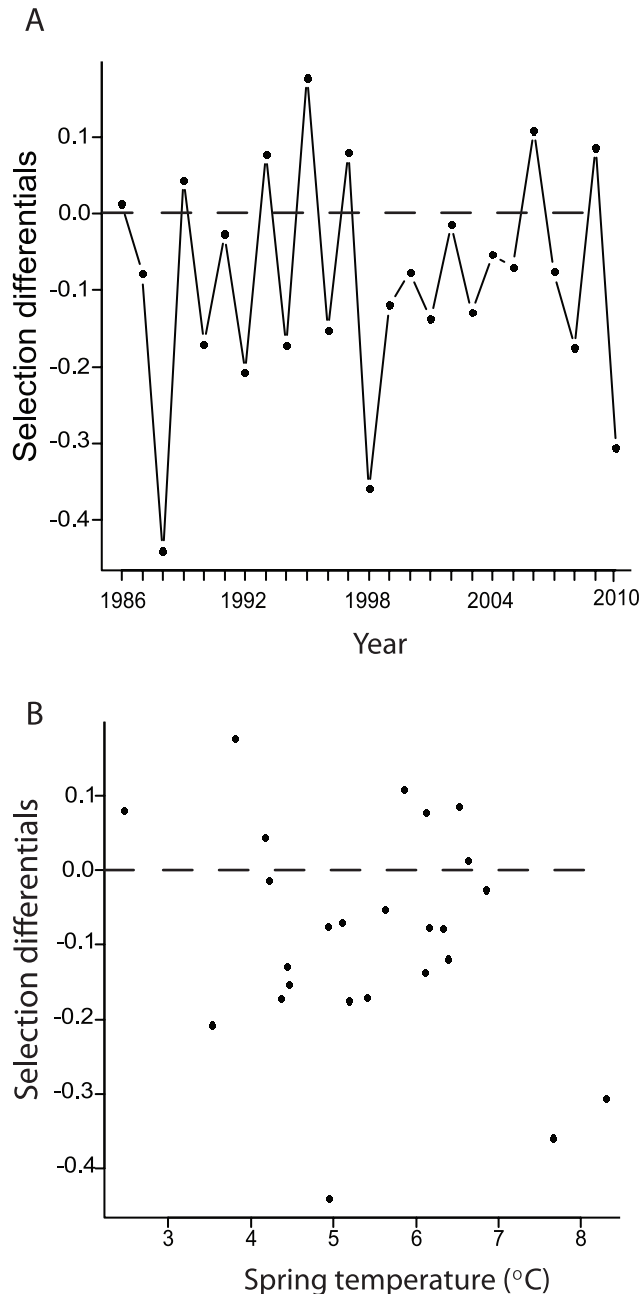 A
Selection differentials
0.1
0.0
-0.1
-0.2
-0.3
-0.4
1986 1992 1998 2004 2010
Year
B
Selection differentials
0.1
0.0
-0.1
-0.2
-0.3
-0.4
3 4 5 6 7 8
Spring temperature (°C)